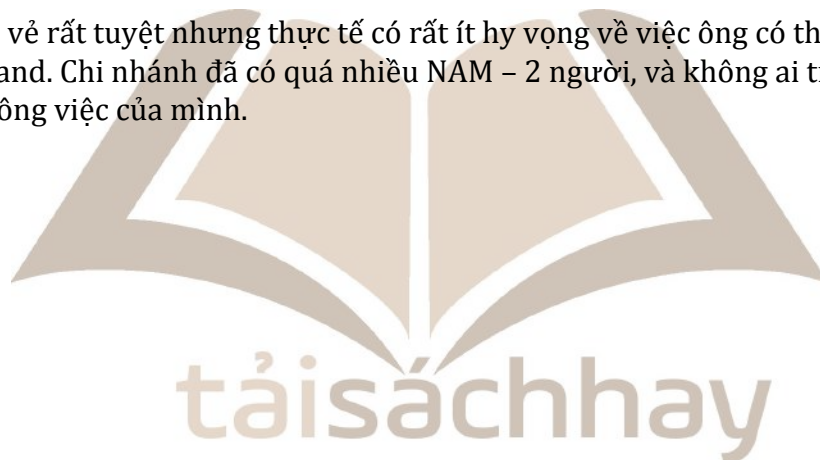 vẻ rất tuyệt nhưng thực tế có rất ít hy vọng về việc ông có th
and. Chi nhánh đã có quá nhiều NAM – 2 người, và không ai t
ông việc của mình.
tảisáchhay